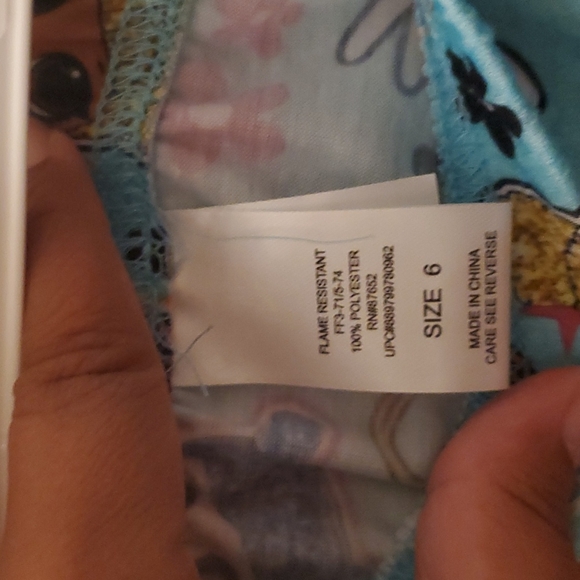 FLAME RESISTANT
FF3-71/5-74
100% POLYESTER
RN#87652
UPC#889799780962
SIZE 6
MADE IN CHINA
CARE SEE REVERSE